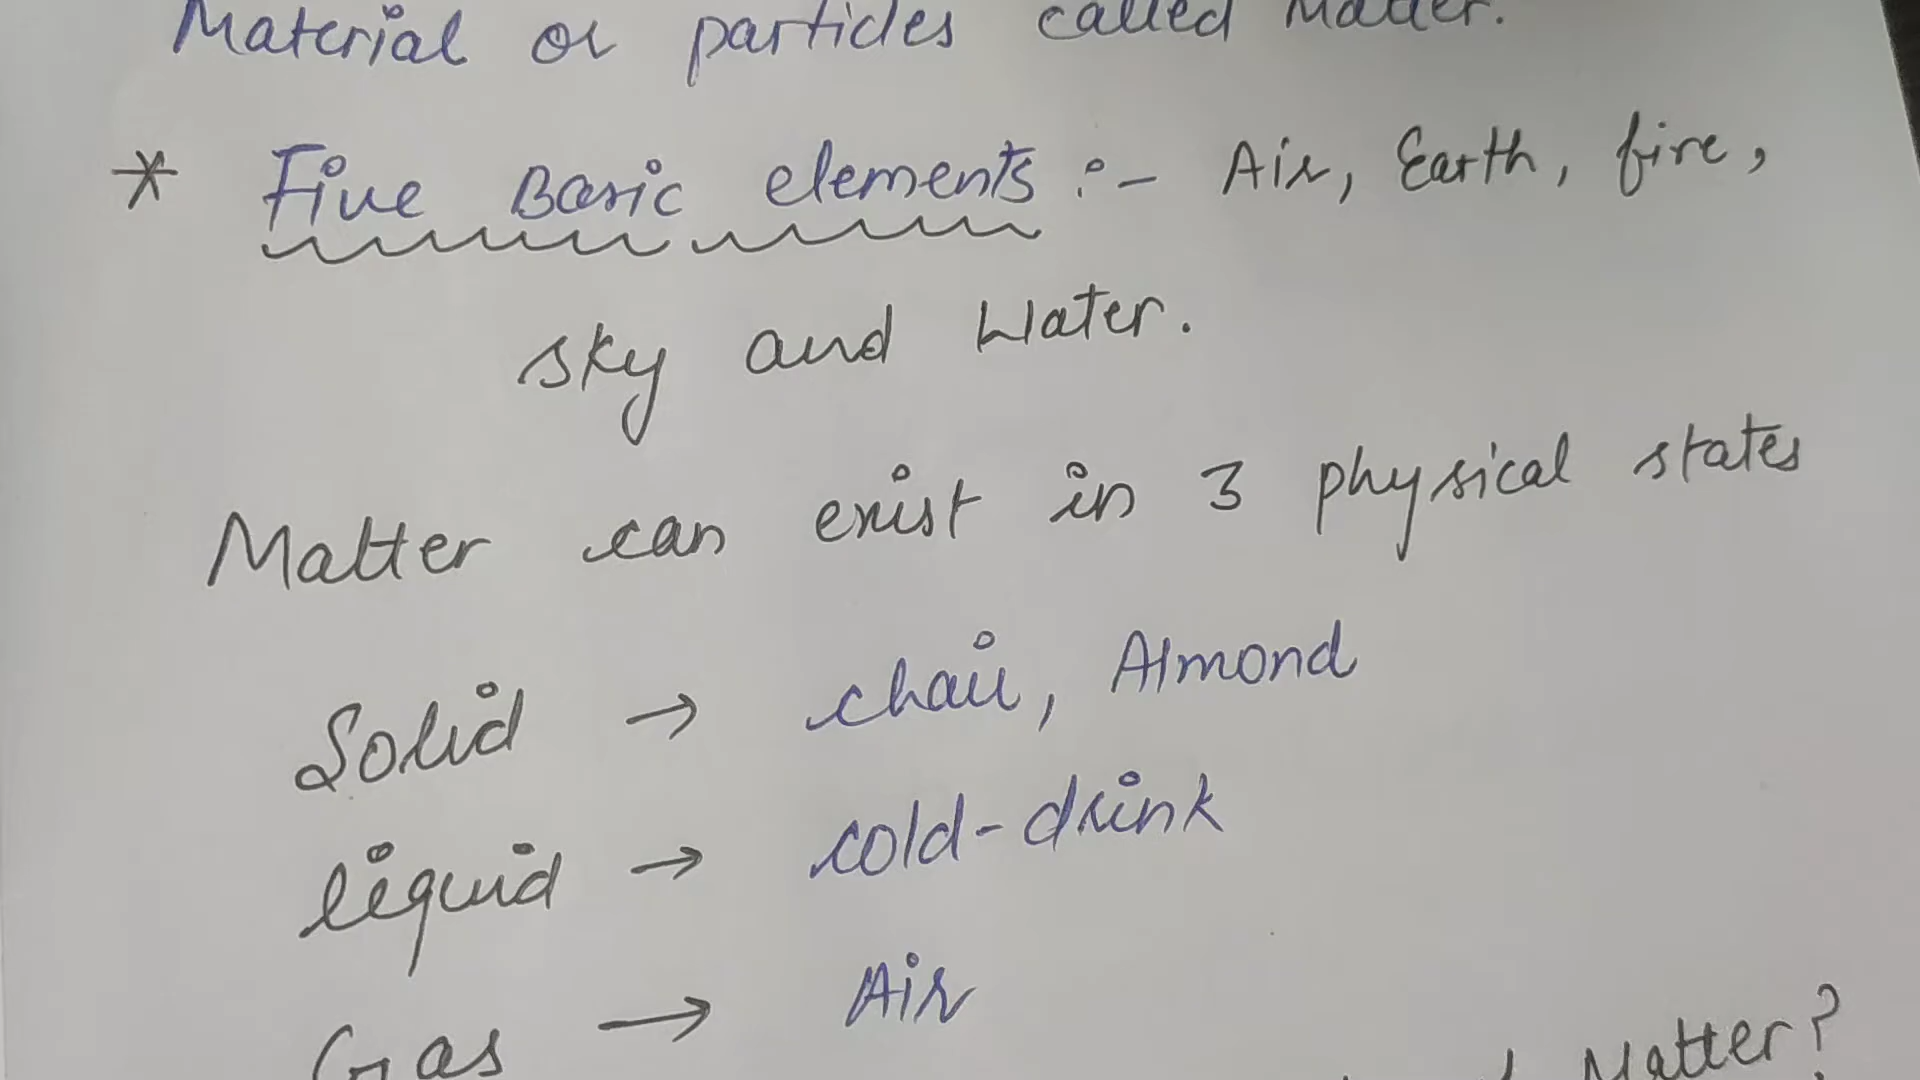 Material or particles called Matter.
* Five Basic elements :- Air, Earth, fire,
sky and Water.
Matter can exist in 3 physical states
Solid → chair, Almond
liquid → cold-drink
Gas → Air
Matter?